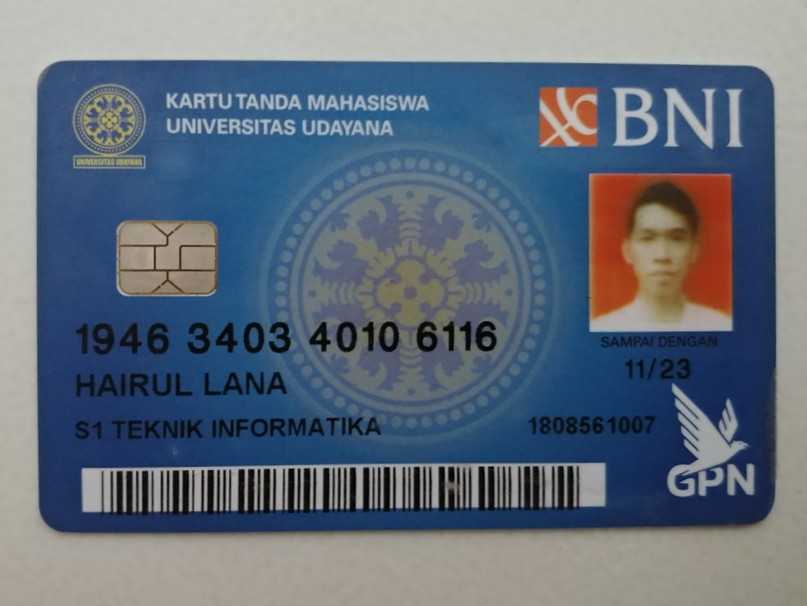 KARTU TANDA MAHASISWA
UNIVERSITAS UDAYANA
UNIVERSITAS UDAYANA
BNI
1946 3403 4010 6116
SAMPAI DENGAN
11/23
HAIRUL LANA
S1 TEKNIK INFORMATIKA
1808561007
GPN